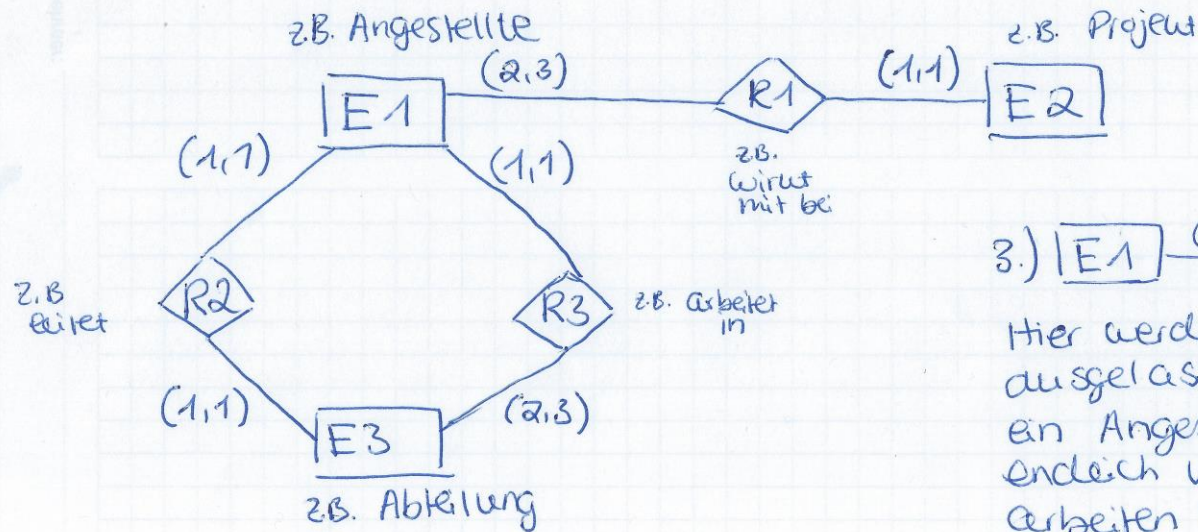 z.B. Angestellte
z.B. Projekt
(2,3)
(1,1)
E1
R1
E2
(1,1)
(1,1)
z.B.
wirkt
mit bei
3.) E1
z.B
leitet
R2
R3
z.B. arbeitet
in
Hier werd
ausgelas
ein Anges
endlich
arbeiten
(1,1)
(2,3)
E3
z.B. Abteilung